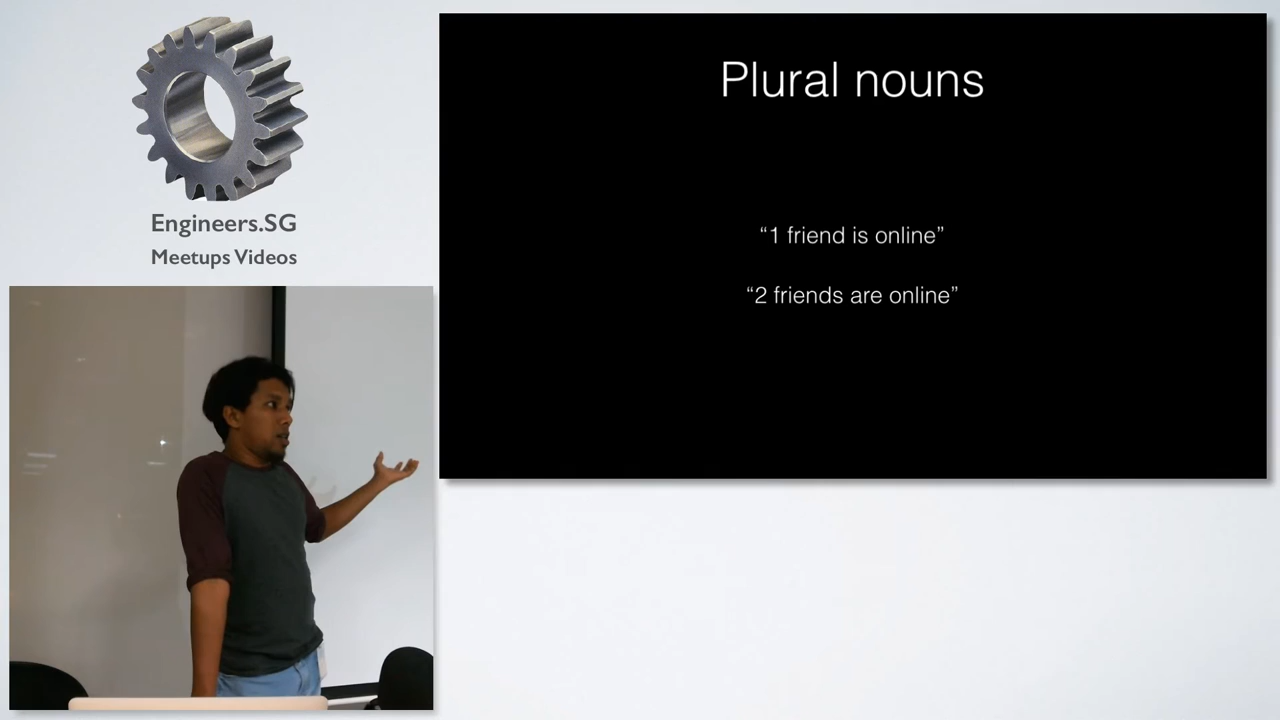 Engineers.SG
Meetups Videos
Plural nouns
“1 friend is online”
“2 friends are online”